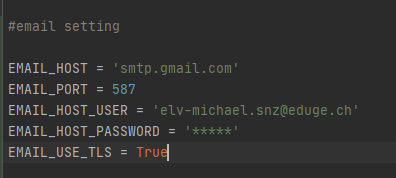 #email setting
EMAIL_HOST = 'smtp.gmail.com'
EMAIL_PORT = 587
EMAIL_HOST_USER = 'elv-michael.snz@eduge.ch'
EMAIL_HOST_PASSWORD = '*****'
EMAIL_USE_TLS = True